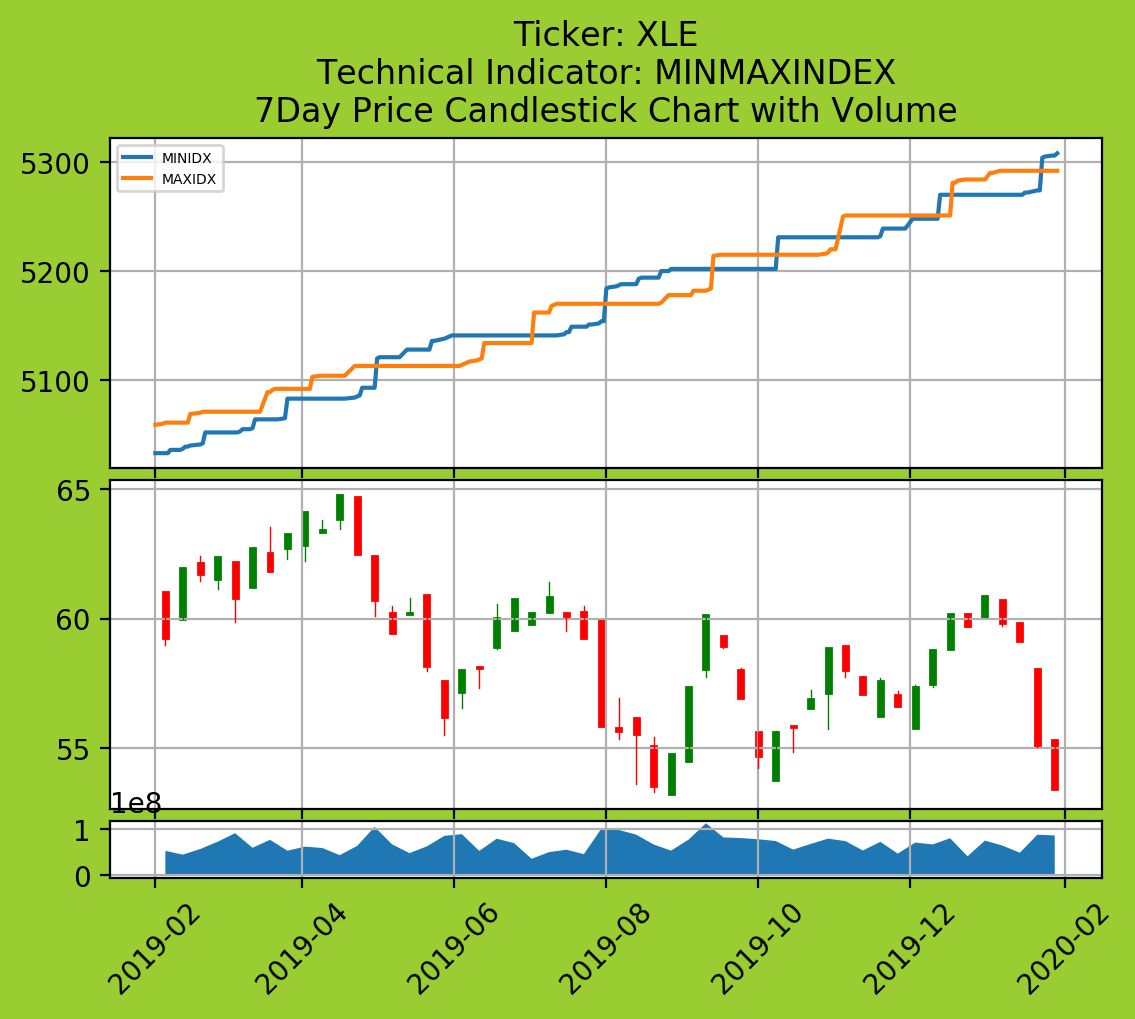 Ticker: XLE
Technical Indicator: MINMAXINDEX
7Day Price Candlestick Chart with Volume
MINIDX
MAXIDX
5300
5200
5100
65
60
55
1e8
1
0
2019-02
2019-04
2019-06
2019-08
2019-10
2019-12
2020-02